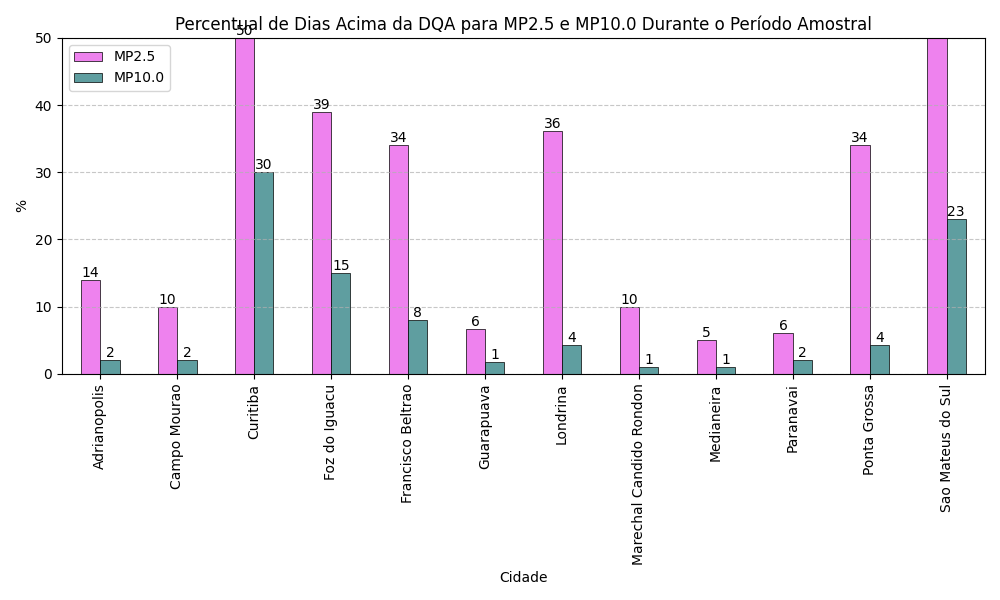 Percentual de Dias Acima da DQA para MP2.5 e MP10.0 Durante o Período Amostral
MP2.5
MP10.0
%
50
40
30
20
10
0
14
2
10
2
50
30
39
15
34
8
6
1
36
4
10
1
5
1
6
2
34
4
23
Adrianopolis
Campo Mourao
Curitiba
Foz do Iguacu
Francisco Beltrao
Guarapuava
Londrina
Marechal Candido Rondon
Medianeira
Paranavai
Ponta Grossa
Sao Mateus do Sul
Cidade